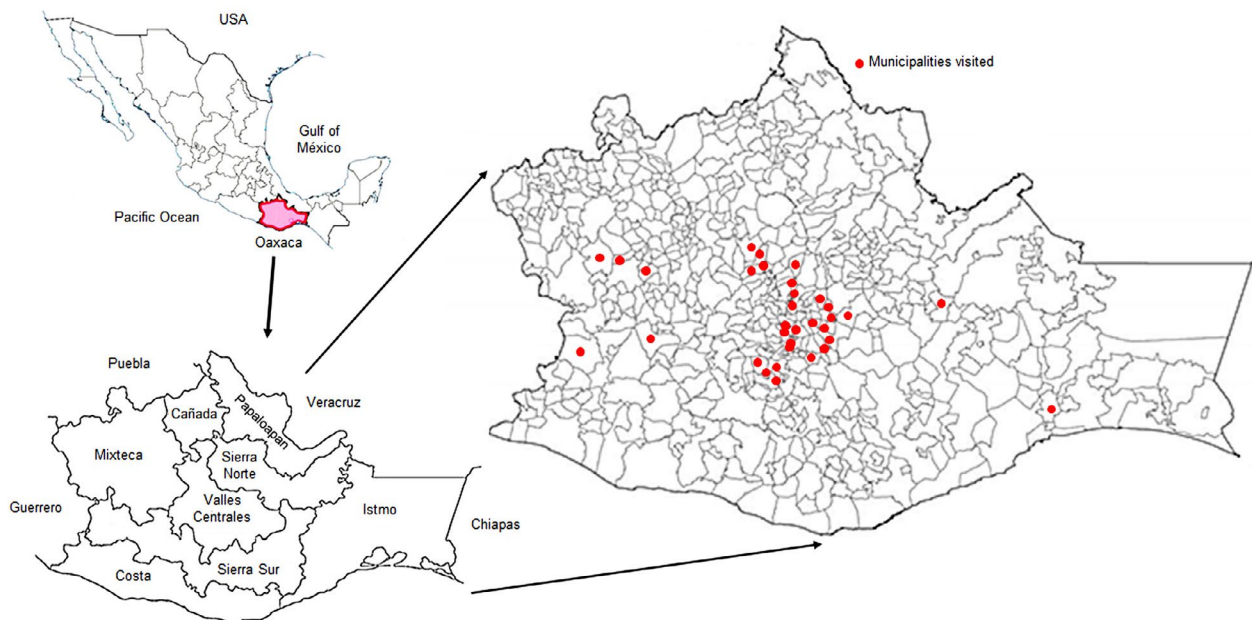 USA
Gulf of
México
Pacific Ocean
Oaxaca
Municipalities visited
Puebla
Veracruz
Cañada
Papaloapan
Mixteca
Sierra
Norte
Guerrero
Valles
Centrales
Istmo
Chiapas
Costa
Sierra Sur